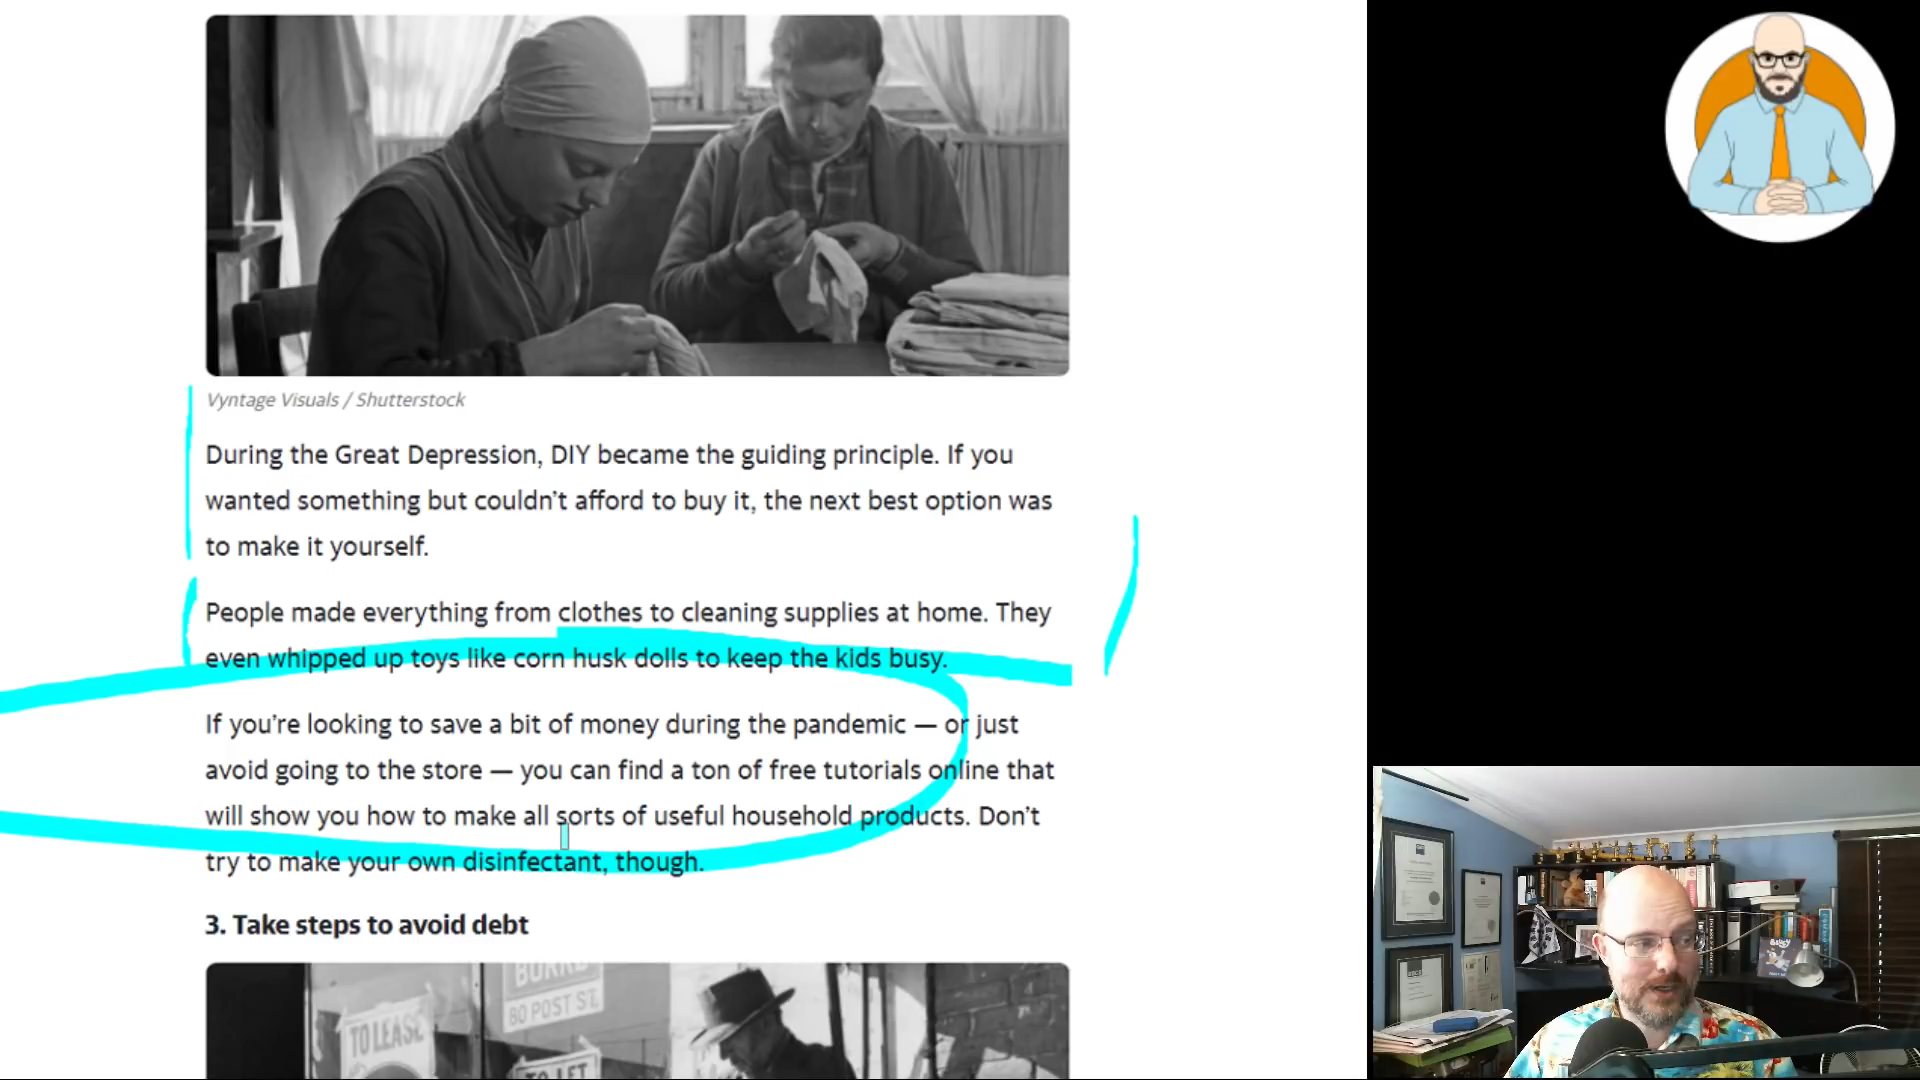 Vyntage Visuals / Shutterstock
During the Great Depression, DIY became the guiding principle. If you
wanted something but couldn’t afford to buy it, the next best option was
to make it yourself.
People made everything from clothes to cleaning supplies at home. They
even whipped up toys like corn husk dolls to keep the kids busy.
If you’re looking to save a bit of money during the pandemic — or just
avoid going to the store — you can find a ton of free tutorials online that
will show you how to make all sorts of useful household products. Don’t
try to make your own disinfectant, though.
3. Take steps to avoid debt
80 POST ST.
TO LEASE
TO LET